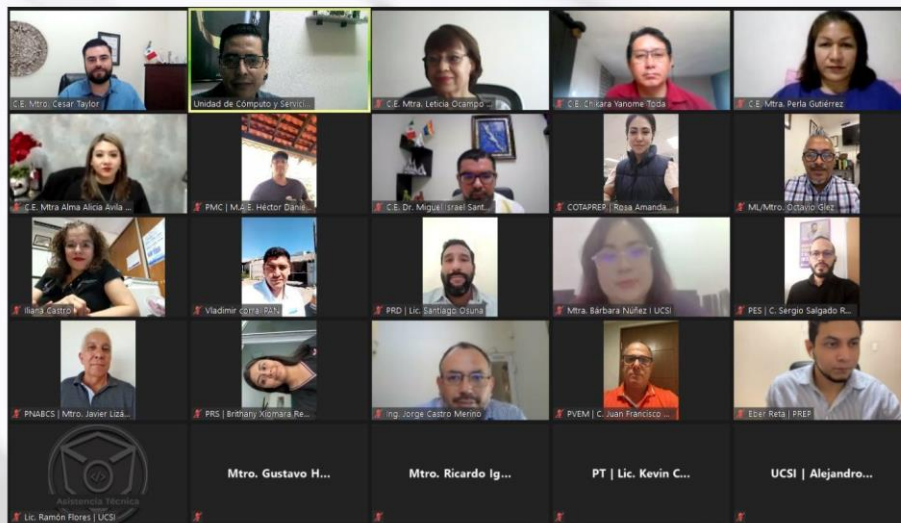 C.E. Mtro. Cesar Taylor
Unidad de Cómputo y Servici...
C.E. Mtra. Leticia Ocampo ...
C.E. Chikara Yanome Toda
C.E. Mtra. Perla Gutiérrez
C.E. Mtra Alma Alicia Avila ...
PMC | M.A.E. Héctor Danie...
C.E. Dr. Miguel Israel Sant...
COTAPREP | Rosa Amanda...
ML/Mtro. Octavio Glez
Iliana Castro
Vladimir corral PAN
PRD | Lic. Santiago Osuna
Mtra. Bárbara Núñez I UCSI
PES | C. Sergio Salgado R...
PNABCS | Mtro. Javier Lizá...
PRS | Brithany Xiomara Re...
Ing. Jorge Castro Merino
PVEM | C. Juan Francisco ...
Eber Reta | PREP
Asistencia Técnica
Lic. Ramón Flores | UCSI
Mtro. Gustavo H...
Mtro. Ricardo Ig...
PT | Lic. Kevin C...
UCSI | Alejandro...